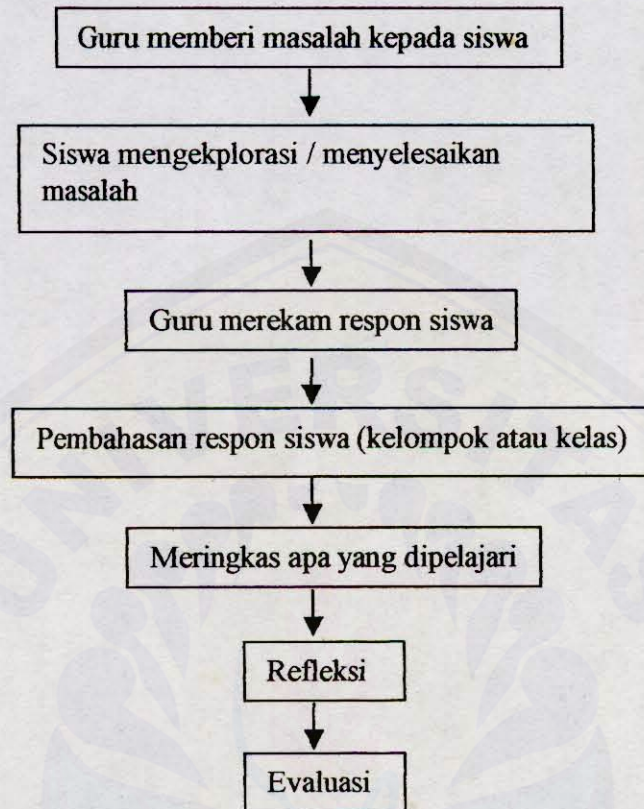 Guru memberi masalah kepada siswa
Siswa mengekplorasi / menyelesaikan
masalah
Guru merekam respon siswa
Pembahasan respon siswa (kelompok atau kelas)
Meringkas apa yang dipelajari
Refleksi
Evaluasi
UNIVERSITAS